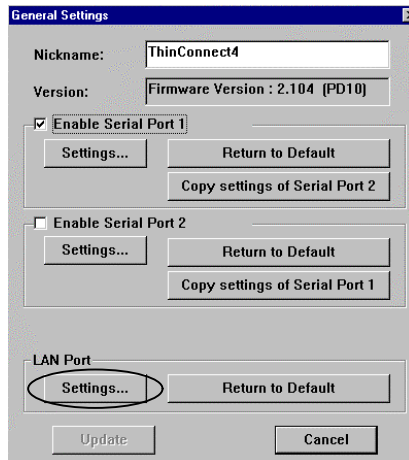 General Settings
Nickname: ThinConnect4
Version: Firmware Version : 2.104 (PD10)
Enable Serial Port 1
Settings... Return to Default
Copy settings of Serial Port 2
Enable Serial Port 2
Settings... Return to Default
Copy settings of Serial Port 1
LAN Port
Settings... Return to Default
Update Cancel